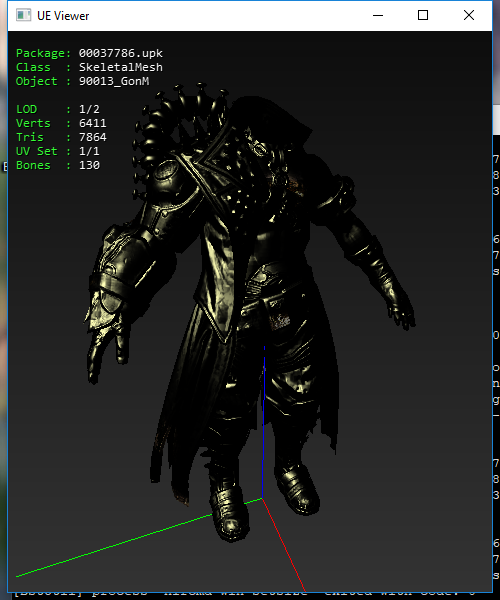 UE Viewer
Package: 00037786.upk
Class : SkeletalMesh
Object : 90013_GonM
LOD : 1/2
Verts : 6411
Tris : 7864
UV Set : 1/1
Bones : 130